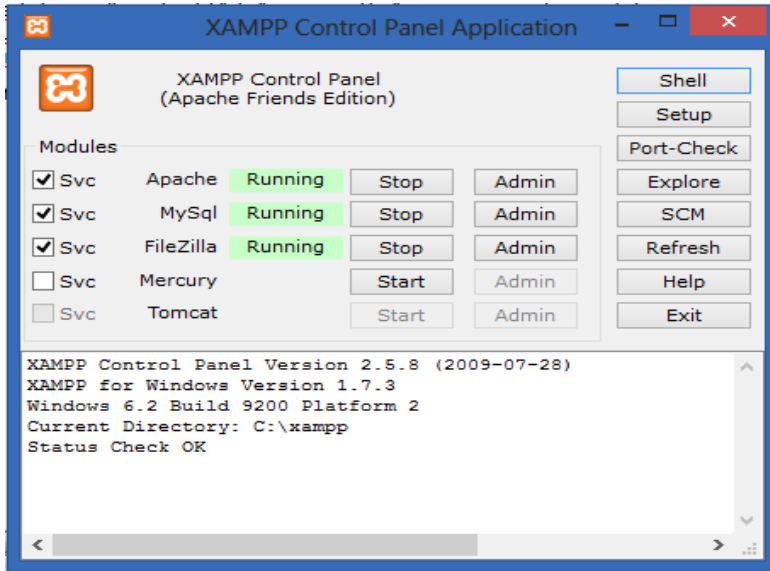 XAMPP Control Panel Application
XAMPP Control Panel
(Apache Friends Edition)
Shell
Setup
Port-Check
Modules
Svc Apache Running Stop Admin Explore
Svc MySql Running Stop Admin SCM
Svc FileZilla Running Stop Admin Refresh
Svc Mercury Start Admin Help
Svc Tomcat Start Admin Exit
XAMPP Control Panel Version 2.5.8 (2009-07-28)
XAMPP for Windows Version 1.7.3
Windows 6.2 Build 9200 Platform 2
Current Directory: C:\xampp
Status Check OK